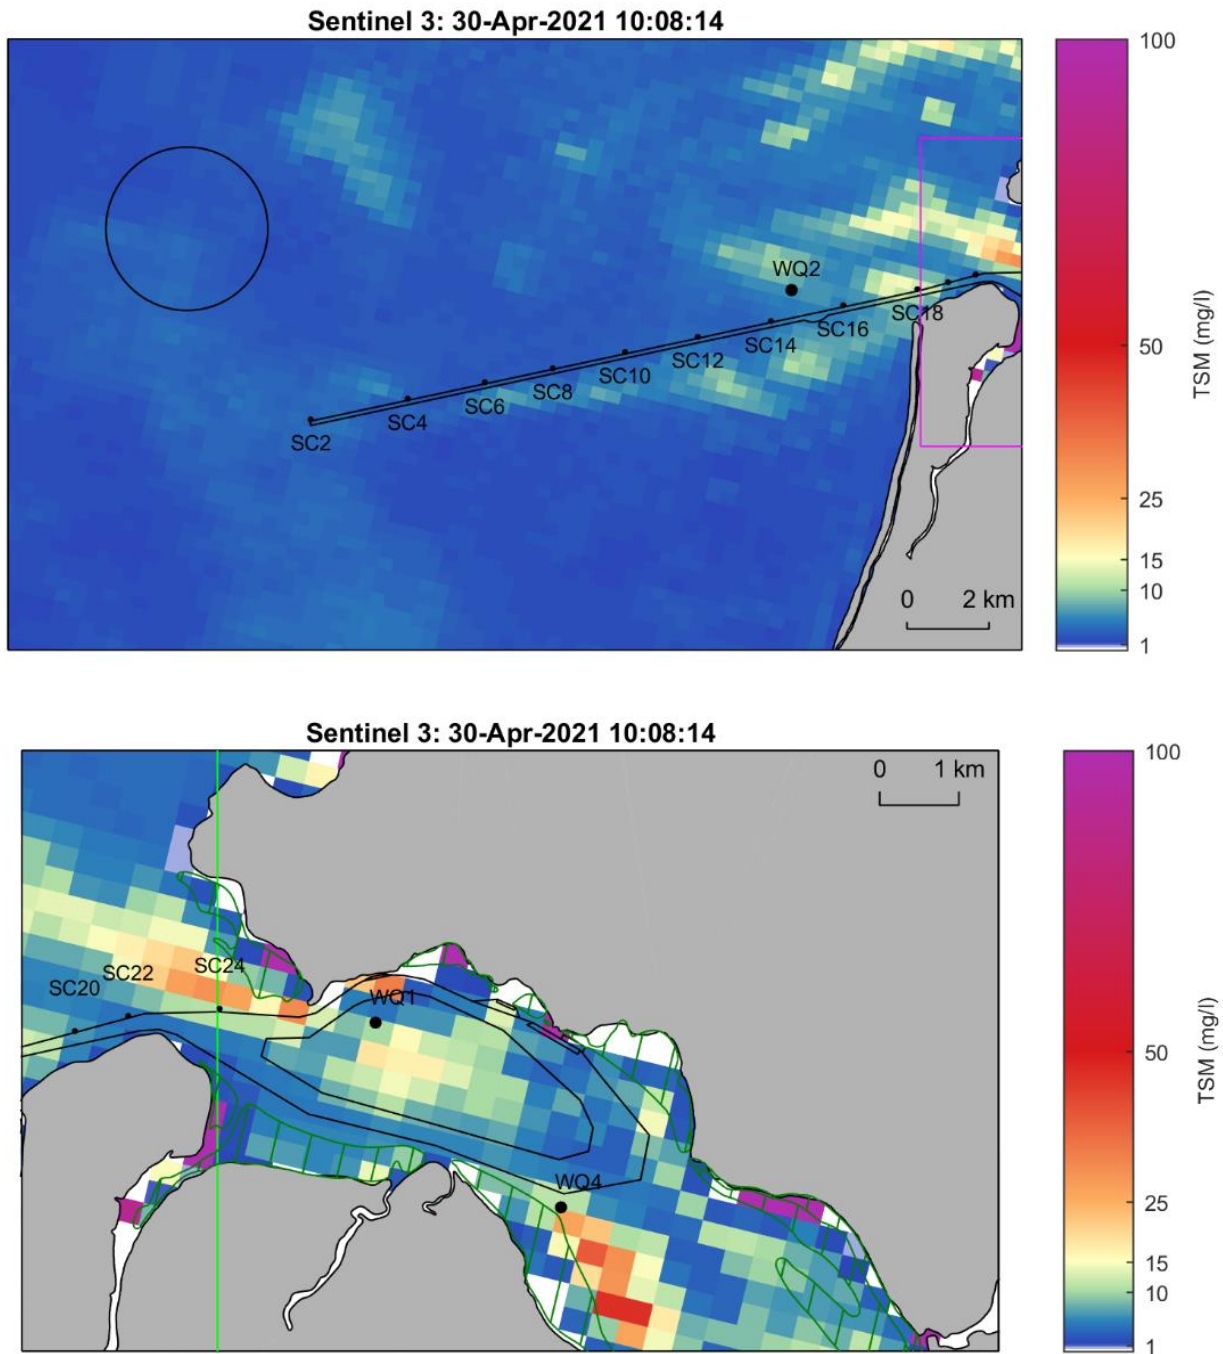 Sentinel 3: 30-Apr-2021 10:08:14
100
WQ2
SC18
SC16
SC14
50
SC12
SC10
SC8
SC6
SC4
SC2
TSM (mg/l)
25
15
10
1
0 2 km
Sentinel 3: 30-Apr-2021 10:08:14
100
0 1 km
SC24
SC22
SC20
WQ1
50
WQ4
TSM (mg/l)
25
15
10
1